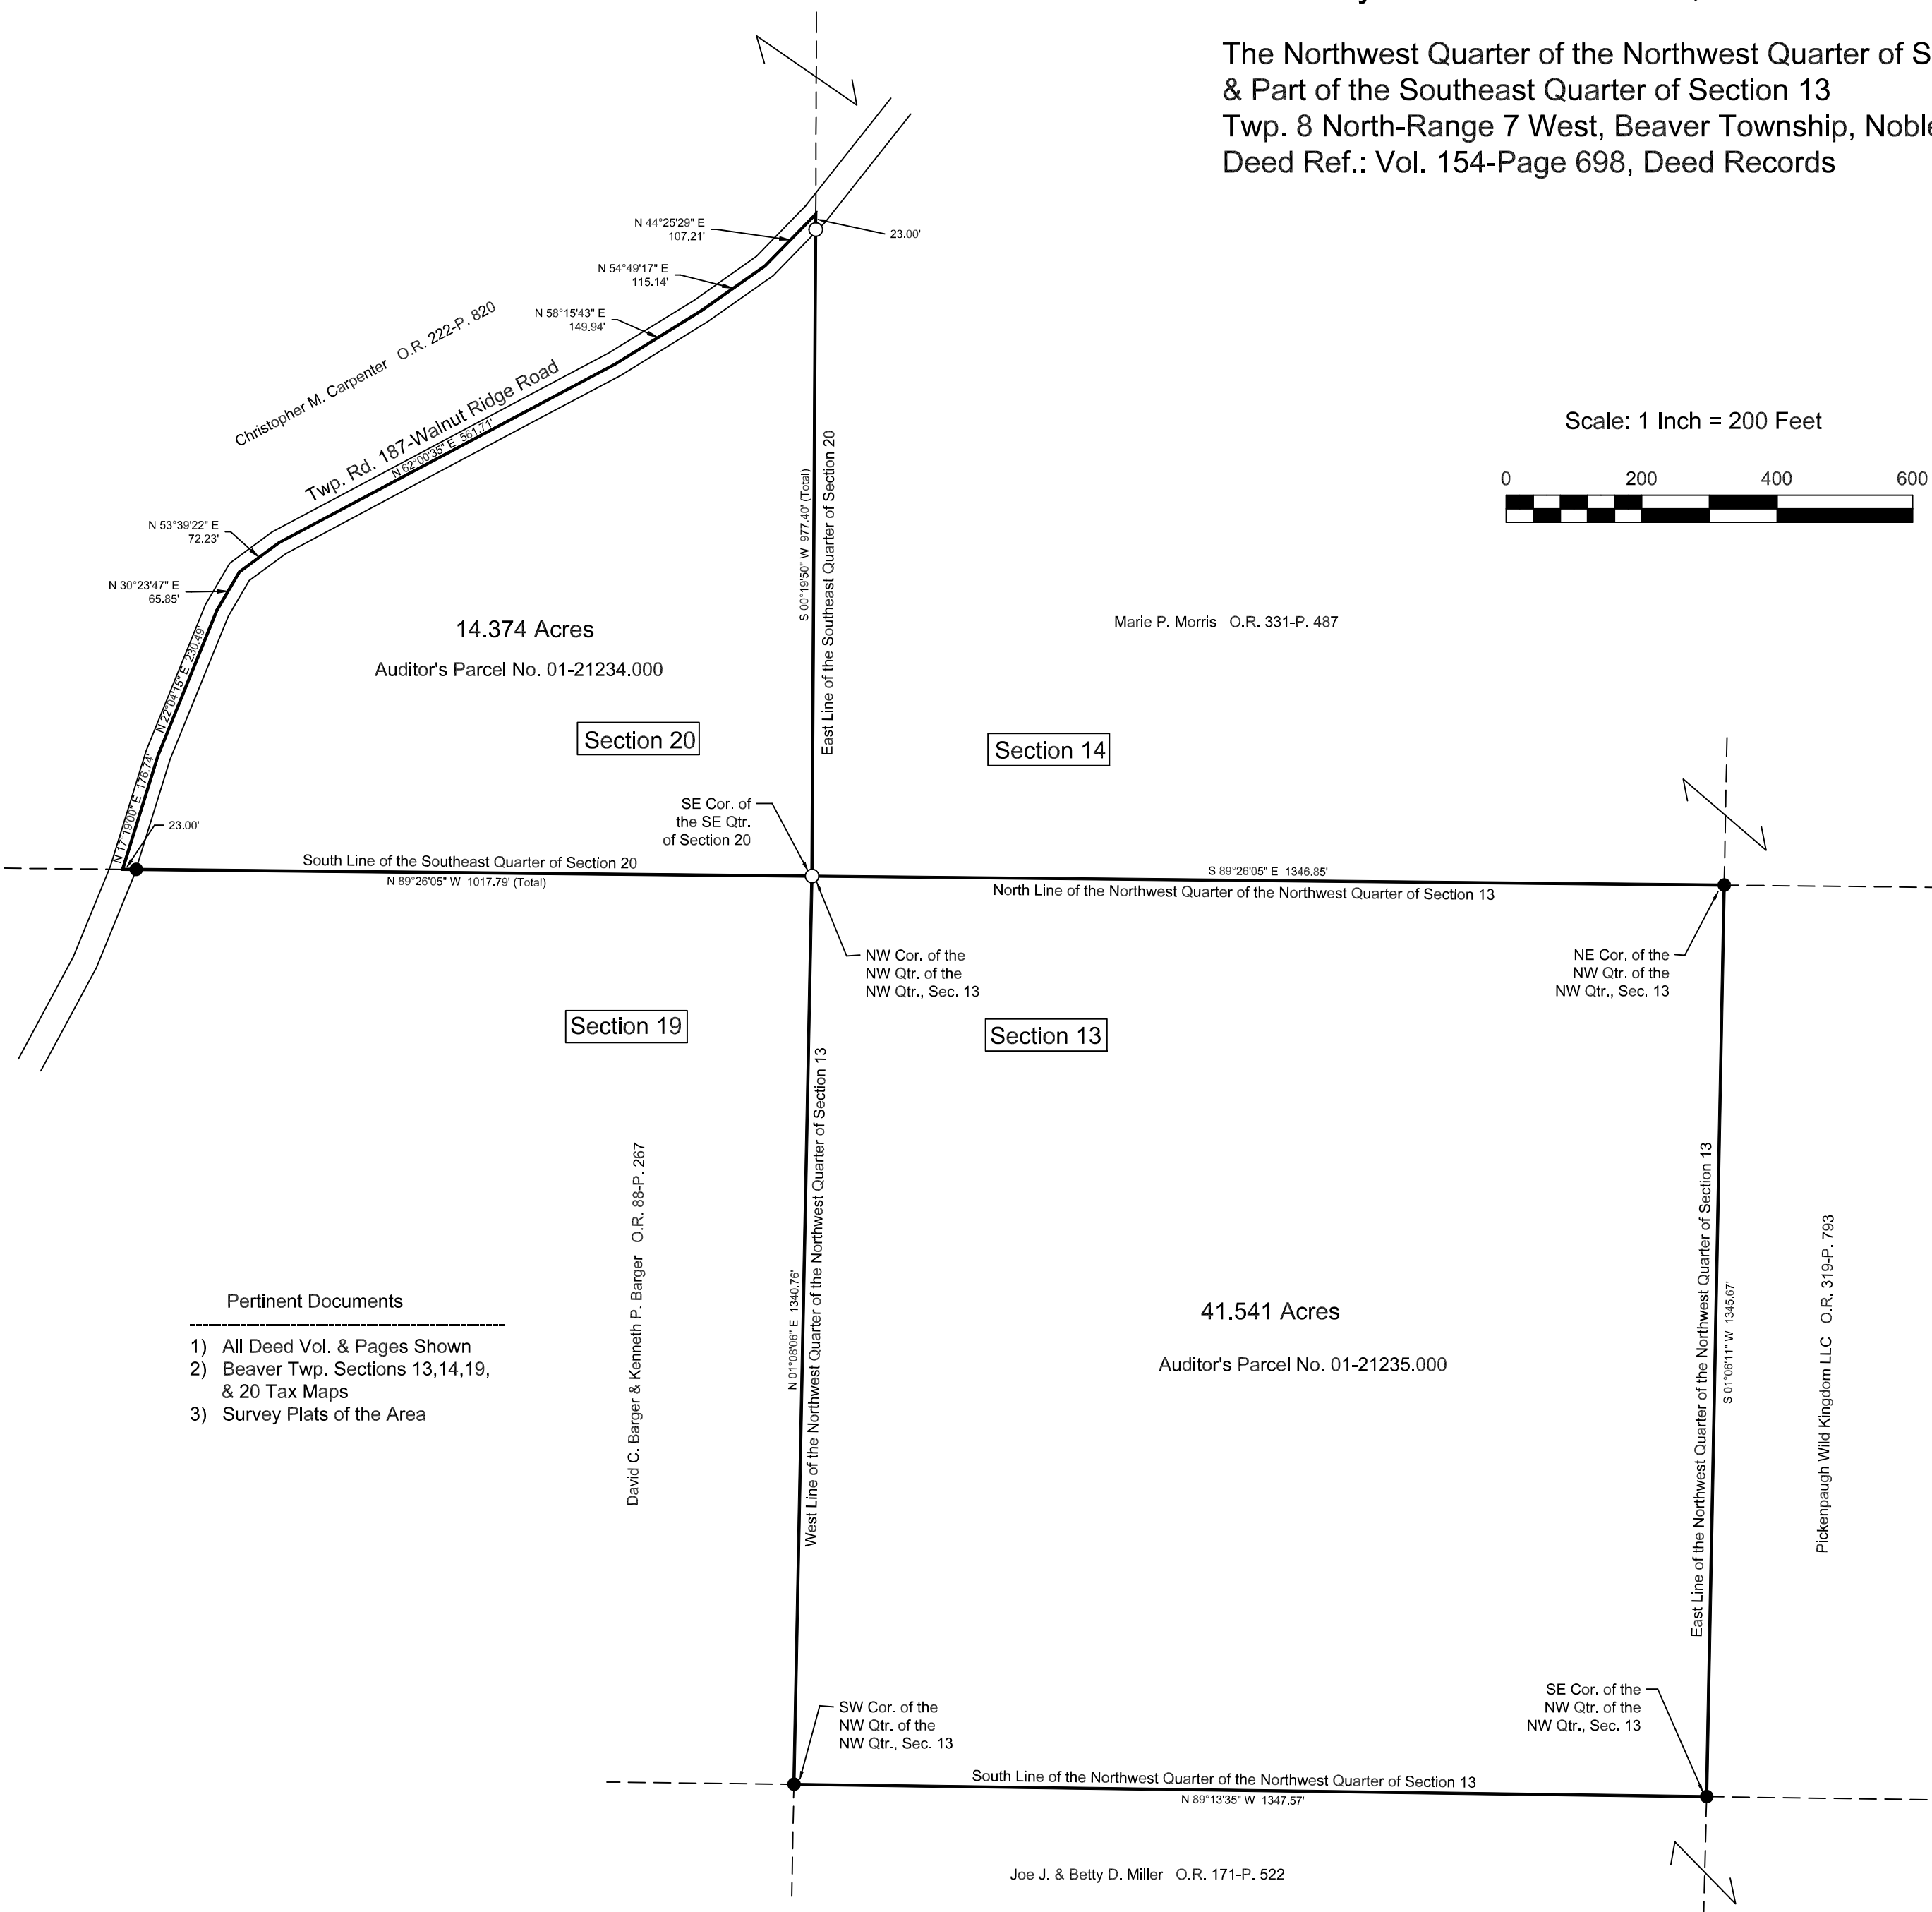 The Northwest Quarter of the Northwest Quarter of S
& Part of the Southeast Quarter of Section 13
Twp. 8 North-Range 7 West, Beaver Township, Noble
Deed Ref.: Vol. 154-Page 698, Deed Records
N 44°25'29" E
107.21'
23.00'
N 54°49'17" E
115.14'
N 58°15'43" E
149.94'
Christopher M. Carpenter O.R. 222-P. 820
Twp. Rd. 187-Walnut Ridge Road
N 62°00'35" E 561.71'
Scale: 1 Inch = 200 Feet
0 200 400 600
N 53°39'22" E
72.23'
N 30°23'47" E
65.85'
N 22°04'15" E 230.49'
N 17°19'00" E 176.74'
23.00'
S 00°19'50" W 977.40' (Total)
East Line of the Southeast Quarter of Section 20
14.374 Acres
Auditor's Parcel No. 01-21234.000
Marie P. Morris O.R. 331-P. 487
Section 20
Section 14
SE Cor. of
the SE Qtr.
of Section 20
South Line of the Southeast Quarter of Section 20
N 89°26'05" W 1017.79' (Total)
S 89°26'05" E 1346.85'
North Line of the Northwest Quarter of the Northwest Quarter of Section 13
NW Cor. of the
NW Qtr. of the
NW Qtr., Sec. 13
NE Cor. of the
NW Qtr. of the
NW Qtr., Sec. 13
Section 19
Section 13
David C. Barger & Kenneth P. Barger O.R. 88-P. 267
N 01°08'06" E 1340.76'
West Line of the Northwest Quarter of the Northwest Quarter of Section 13
East Line of the Northwest Quarter of the Northwest Quarter of Section 13
S 01°06'11" W 1345.67'
Pickenpaugh Wild Kingdom LLC O.R. 319-P. 793
41.541 Acres
Auditor's Parcel No. 01-21235.000
Pertinent Documents
1) All Deed Vol. & Pages Shown
2) Beaver Twp. Sections 13,14,19,
& 20 Tax Maps
3) Survey Plats of the Area
SW Cor. of the
NW Qtr. of the
NW Qtr., Sec. 13
SE Cor. of the
NW Qtr. of the
NW Qtr., Sec. 13
South Line of the Northwest Quarter of the Northwest Quarter of Section 13
N 89°13'35" W 1347.57'
Joe J. & Betty D. Miller O.R. 171-P. 522